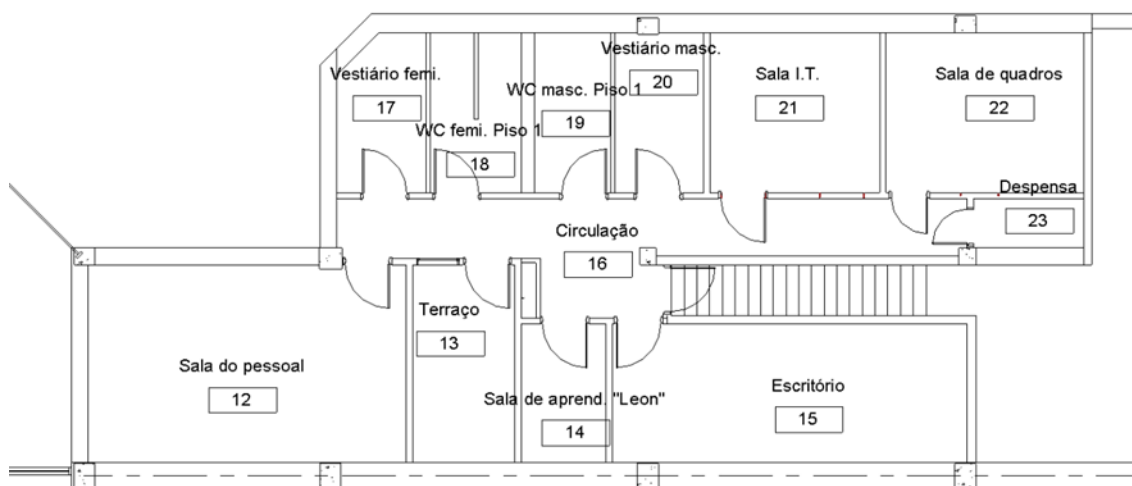 Vestiário femi.
17
WC femi. Piso 1
18
WC masc. Piso 1
19
Vestiário masc.
20
Sala I.T.
21
Sala de quadros
22
Despensa
23
Circulação
16
Sala do pessoal
12
Terraço
13
Sala de aprend. "Leon"
14
Escritório
15